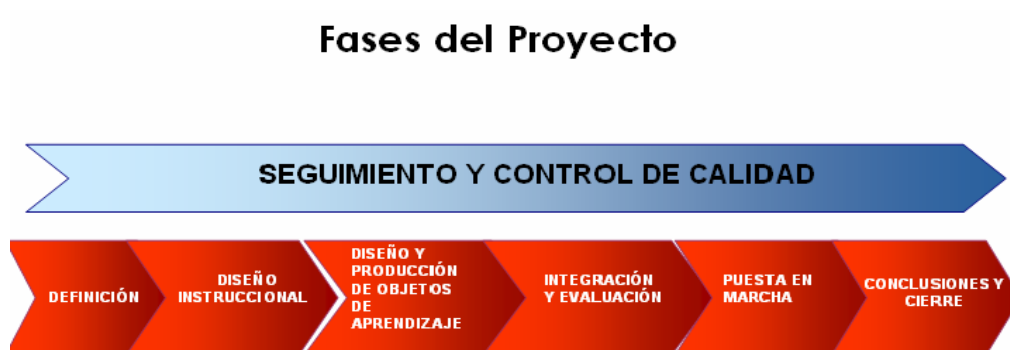 Fases del Proyecto
SEGUIMIENTO Y CONTROL DE CALIDAD
DEFINICIÓN
DISEÑO
INSTRUCCIONAL
DISEÑO Y
PRODUCCIÓN
DE OBJETOS
DE
APRENDIZAJE
INTEGRACIÓN
Y EVALUACIÓN
PUESTA EN
MARCHA
CONCLUSIONES Y
CIERRE